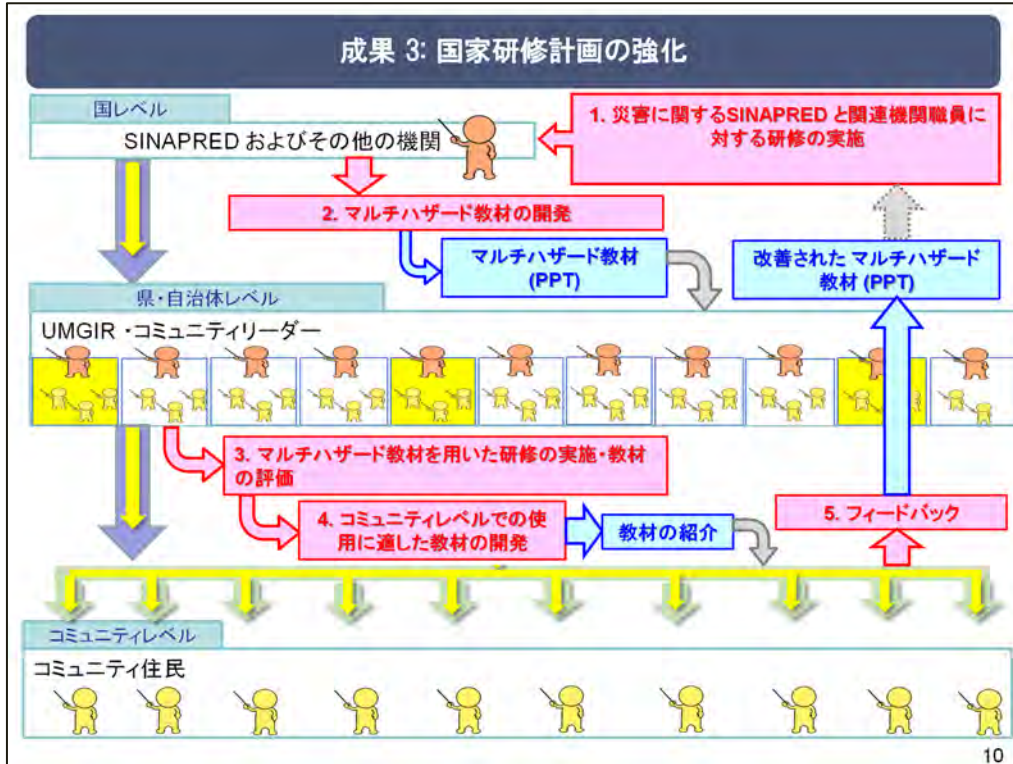 成果 3: 国家研修計画の強化
国レベル
SINAPRED およびその他の機関
1. 災害に関するSINAPRED と関連機関職員に
対する研修の実施
2. マルチハザード教材の開発
マルチハザード教材
(PPT)
改善された マルチハザード
教材 (PPT)
県・自治体レベル
UMGIR ・コミュニティリーダー
3. マルチハザード教材を用いた研修の実施・教材
の評価
4. コミュニティレベルでの使
用に適した教材の開発
教材の紹介
5. フィードバック
コミュニティレベル
コミュニティ住民
10